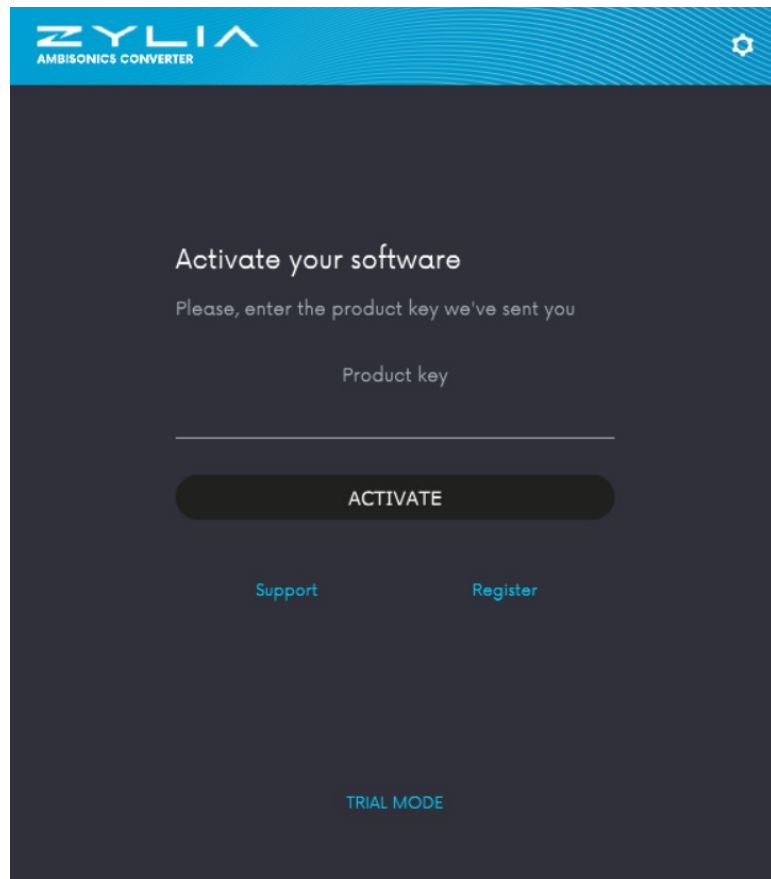 ZYLIA
AMBISONICS CONVERTER
Activate your software
Please, enter the product key we've sent you
Product key
ACTIVATE
Support Register
TRIAL MODE